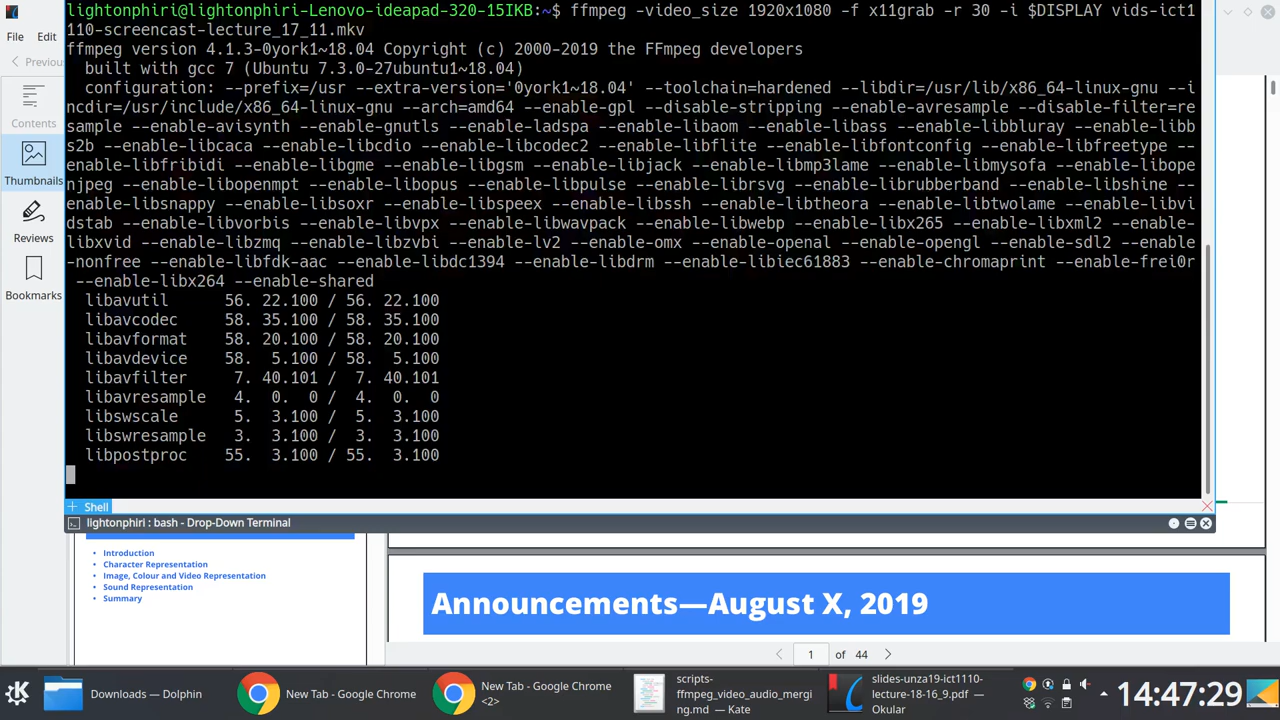 lightonphiri@lightonphiri-Lenovo-ideapad-320-15IKB:~$ ffmpeg -video_size 1920x1080 -f x11grab -r 30 -i $DISPLAY vids-ict1
110-screencast-lecture_17_11.mkv
ffmpeg version 4.1.3-0york1~18.04 Copyright (c) 2000-2019 the FFmpeg developers
built with gcc 7 (Ubuntu 7.3.0-27ubuntu1~18.04)
configuration: --prefix=/usr --extra-version='0york1~18.04' --toolchain=hardened --libdir=/usr/lib/x86_64-linux-gnu --i
ncdir=/usr/include/x86_64-linux-gnu --arch=amd64 --enable-gpl --disable-stripping --enable-avresample --disable-filter=re
sample --enable-avisynth --enable-gnutls --enable-ladspa --enable-libaom --enable-libass --enable-libbluray --enable-libb
s2b --enable-libcaca --enable-libcdio --enable-libcodec2 --enable-libflite --enable-libfontconfig --enable-libfreetype --
enable-libfribidi --enable-libgme --enable-libgsm --enable-libjack --enable-libmp3lame --enable-libmysofa --enable-libope
njpeg --enable-libopenmpt --enable-libopus --enable-libpulse --enable-librsvg --enable-librubberband --enable-libshine --
enable-libsnappy --enable-libsoxr --enable-libspeex --enable-libssh --enable-libtheora --enable-libtwolame --enable-libvi
dstab --enable-libvorbis --enable-libvpx --enable-libwavpack --enable-libwebp --enable-libx265 --enable-libxml2 --enable-
libxvid --enable-libzmq --enable-libzvbi --enable-lv2 --enable-omx --enable-openal --enable-opengl --enable-sdl2 --enable
-nonfree --enable-libfdk-aac --enable-libdc1394 --enable-libdrm --enable-libiec61883 --enable-chromaprint --enable-frei0r
--enable-libx264 --enable-shared
libavutil 56. 22.100 / 56. 22.100
libavcodec 58. 35.100 / 58. 35.100
libavformat 58. 20.100 / 58. 20.100
libavdevice 58. 5.100 / 58. 5.100
libavfilter 7. 40.101 / 7. 40.101
libavresample 4. 0. 0 / 4. 0. 0
libswscale 5. 3.100 / 5. 3.100
libswresample 3. 3.100 / 3. 3.100
libpostproc 55. 3.100 / 55. 3.100
Shell
lightonphiri : bash - Drop-Down Terminal
File Edit
Previou
Contents
Thumbnails
Reviews
Bookmarks
• Introduction
• Character Representation
• Image, Colour and Video Representation
• Sound Representation
• Summary
Announcements—August X, 2019
1 of 44
Downloads — Dolphin
New Tab - Google Chrome
New Tab - Google Chrome
<2>
scripts-
ffmpeg_video_audio_mergi
ng.md — Kate
slides-unza19-ict1110-
lecture-18-16_9.pdf —
Okular
14:47:29